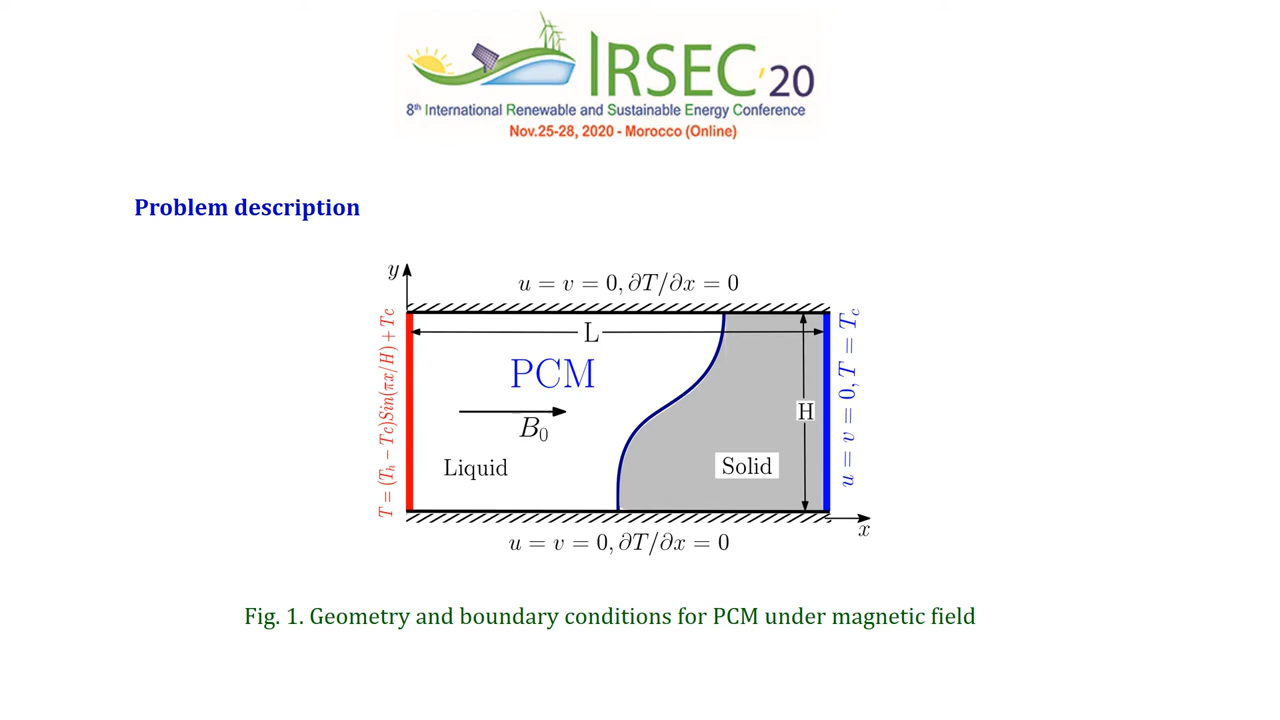 IRSEC'20
8th International Renewable and Sustainable Energy Conference
Nov.25-28, 2020 - Morocco (Online)
Problem description
y
u = v = 0, ∂T/∂x = 0
T = (Th − Tc)Sin(πx/H) + Tc
L
PCM
B0
H
Liquid
Solid
u = v = 0, T = Tc
x
u = v = 0, ∂T/∂x = 0
Fig. 1. Geometry and boundary conditions for PCM under magnetic field